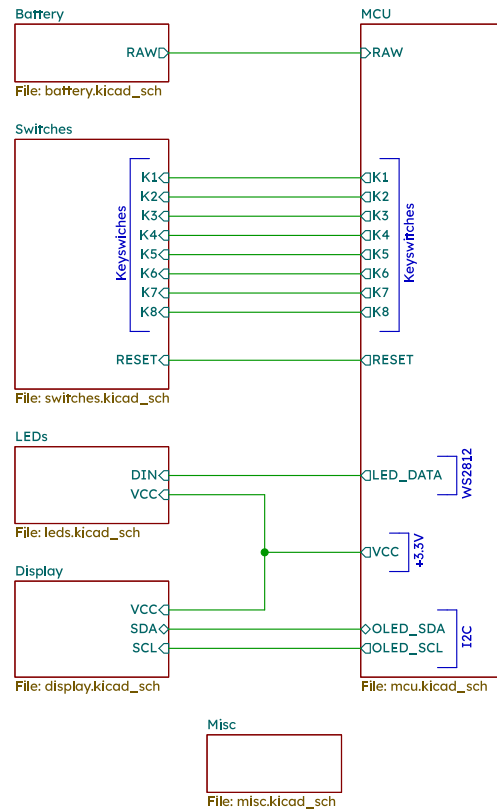 Battery
RAW
File: battery.kicad_sch
Switches
Keyswiches
K1
K2
K3
K4
K5
K6
K7
K8
RESET
File: switches.kicad_sch
LEDs
DIN
VCC
File: leds.kicad_sch
Display
VCC
SDA
SCL
File: display.kicad_sch
MCU
RAW
K1
K2
K3
K4
K5
K6
K7
K8
Keyswitches
RESET
LED_DATA
WS2812
VCC
+3.3V
OLED_SDA
OLED_SCL
I2C
File: mcu.kicad_sch
Misc
File: misc.kicad_sch